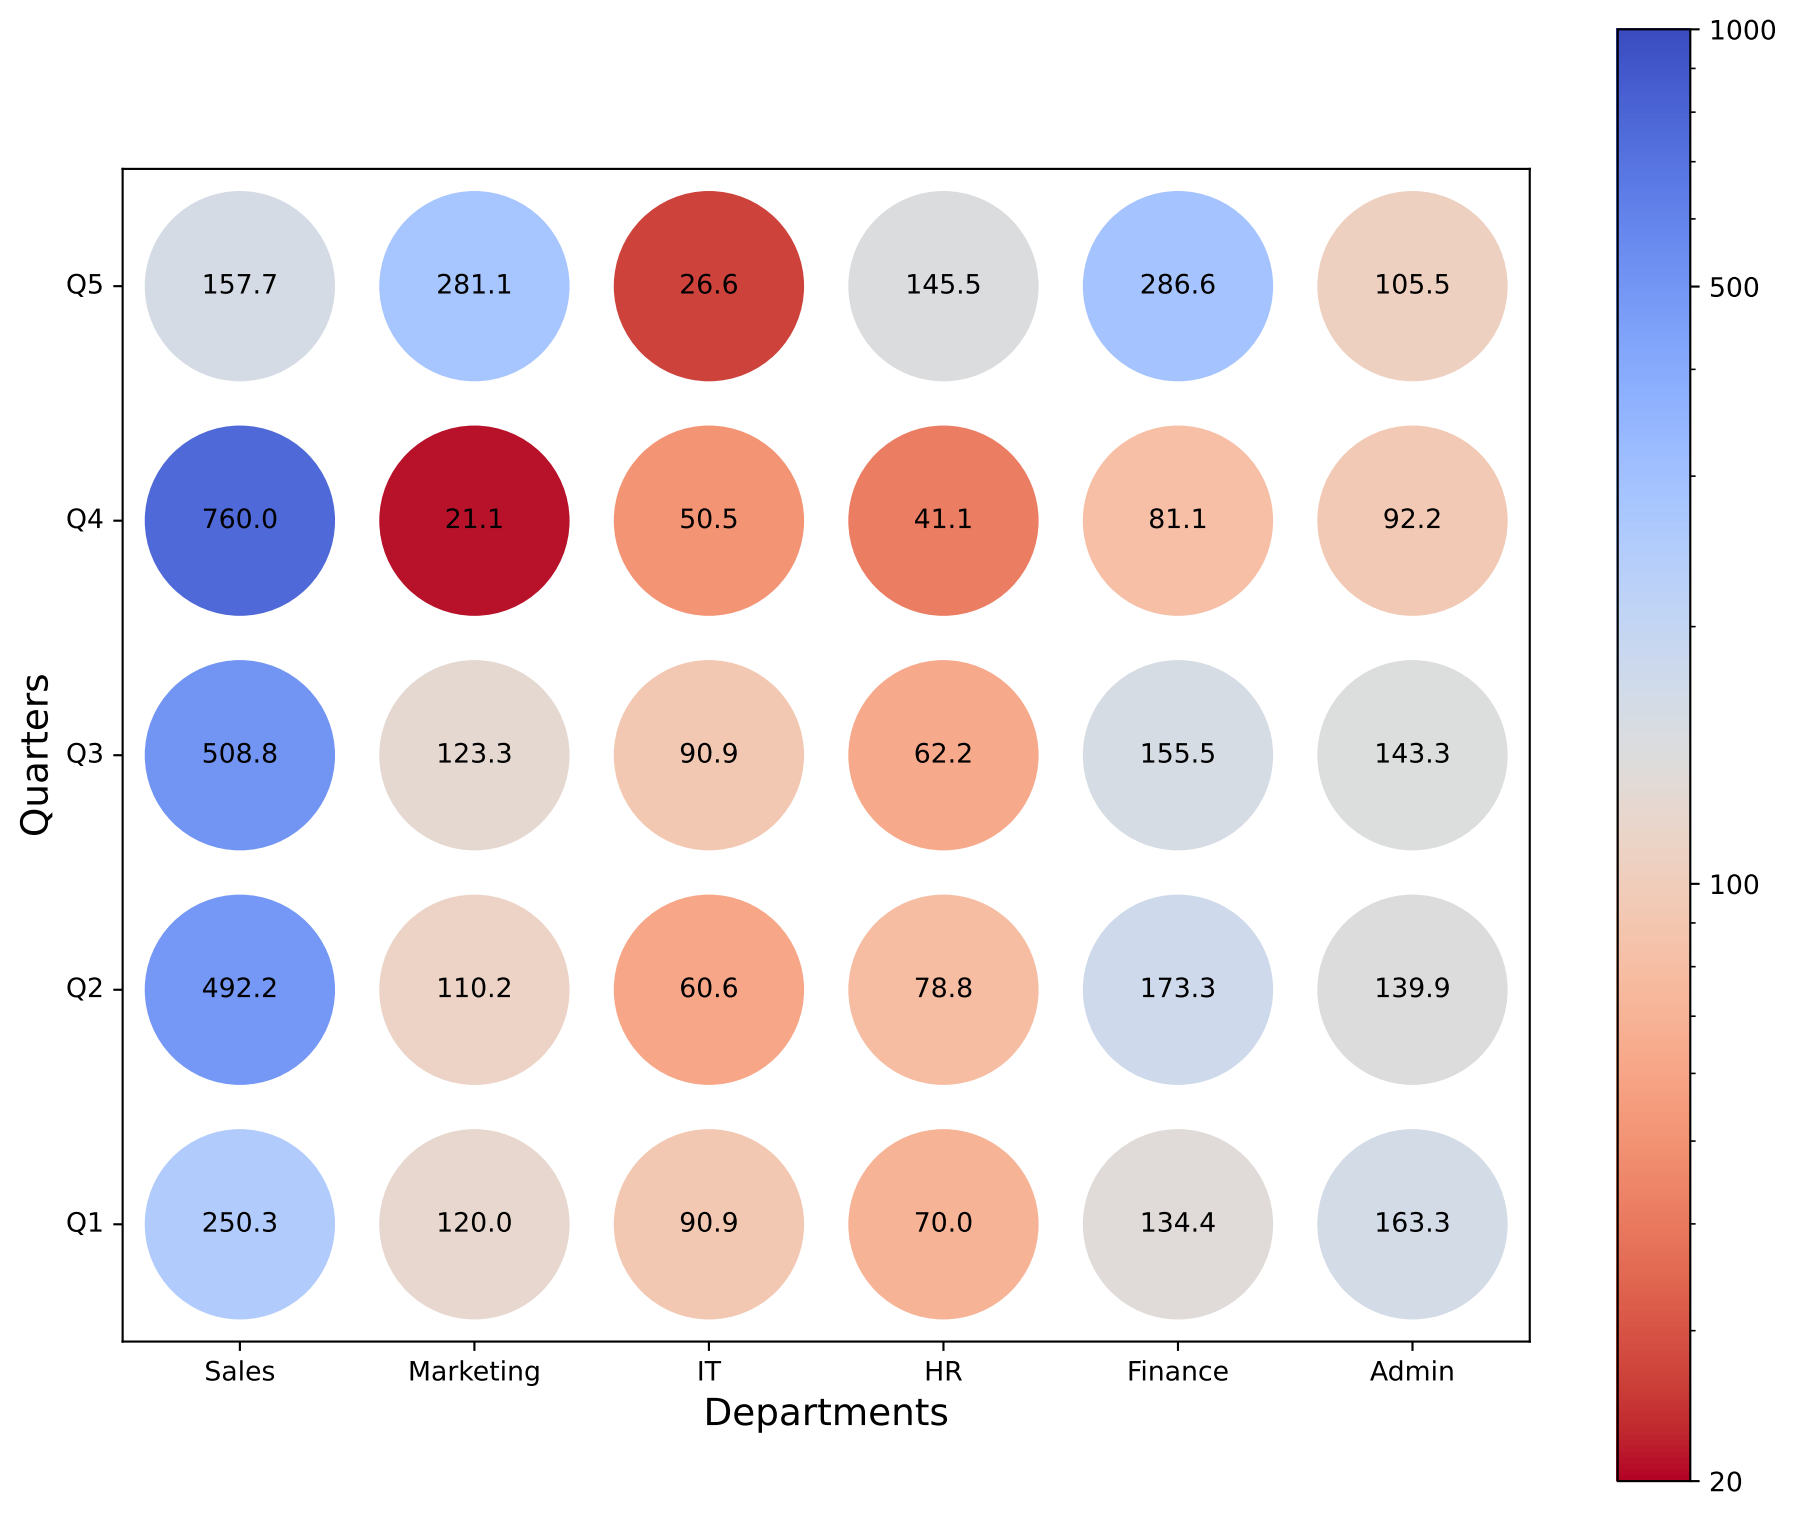 1000
500
100
20
Quarters
Q5 157.7 281.1 26.6 145.5 286.6 105.5
Q4 760.0 21.1 50.5 41.1 81.1 92.2
Q3 508.8 123.3 90.9 62.2 155.5 143.3
Q2 492.2 110.2 60.6 78.8 173.3 139.9
Q1 250.3 120.0 90.9 70.0 134.4 163.3
Sales Marketing IT HR Finance Admin
Departments